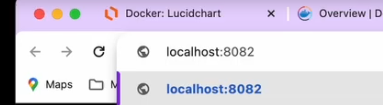 Docker: Lucidchart
Overview | D
localhost:8082
Maps
localhost:8082